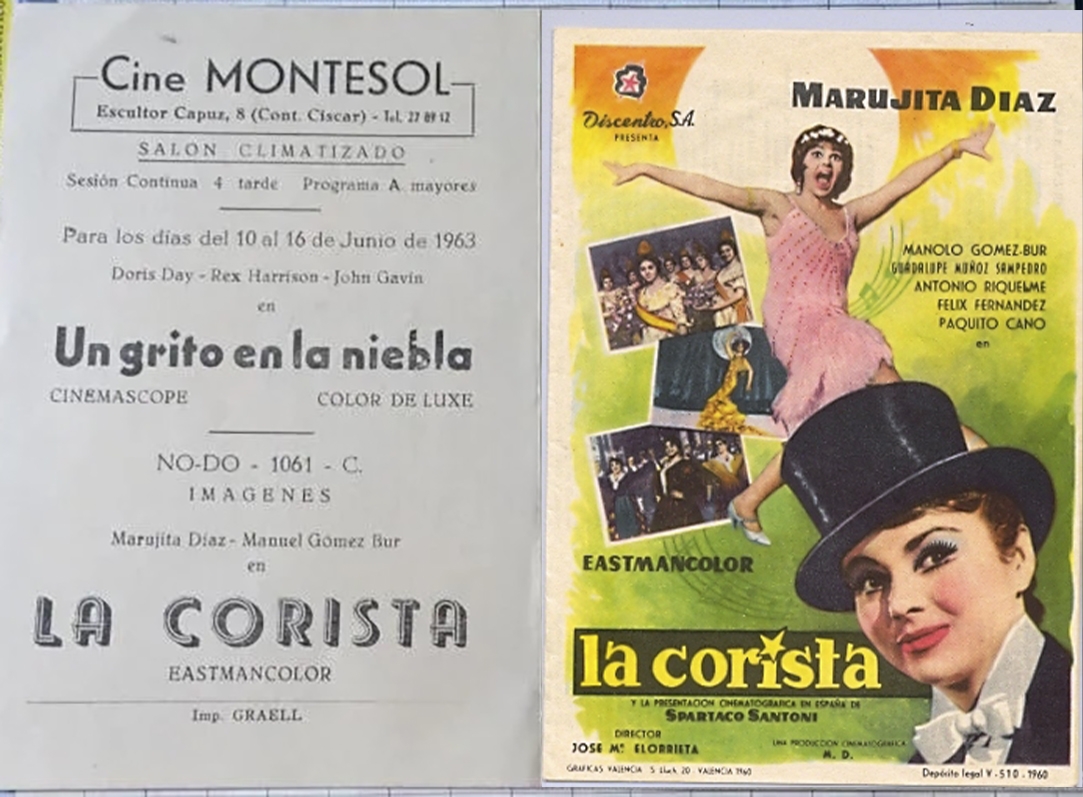 Cine MONTESOL
Escultor Capuz, 8 (Cont. Ciscar) - Tel. 27 89 12
SALON CLIMATIZADO
Sesión Continua 4 tarde Programa A mayores
Para los días del 10 al 16 de Junio de 1963
Doris Day - Rex Harrison - John Gavin
en
Un grito en la niebla
CINEMASCOPE COLOR DE LUXE
NO-DO - 1061 - C.
IMAGENES
Marujita Díaz - Manuel Gómez Bur
en
LA CORISTA
EASTMANCOLOR
Imp. GRAELL
Discentro, S.A.
PRESENTA
MARUJITA DIAZ
MANOLO GOMEZ-BUR
GUADALUPE MUÑOZ SAMPEDRO
ANTONIO RIQUELME
FELIX FERNANDEZ
PAQUITO CANO
en
EASTMANCOLOR
la corista
Y LA PRESENTACION CINEMATOGRAFICA EN ESPAÑA DE
SPARTACO SANTONI
DIRECTOR
JOSE Mª ELORRIETA
UNA PRODUCCION CINEMATOGRAFICA
M. D.
GRAFICAS VALENCIA 20 - VALENCIA 1960
Depósito legal V - 510 - 1960